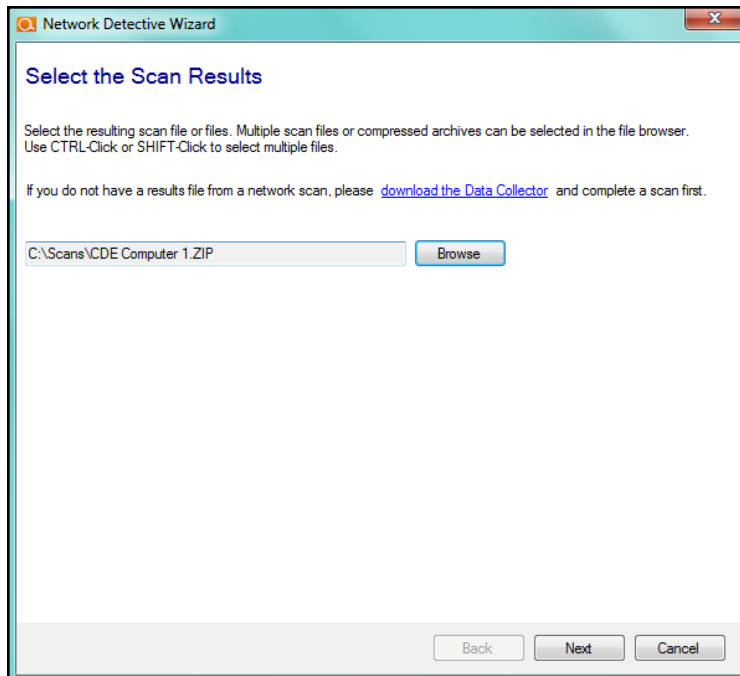 Network Detective Wizard
x
Select the Scan Results
Select the resulting scan file or files. Multiple scan files or compressed archives can be selected in the file browser.
Use CTRL-Click or SHIFT-Click to select multiple files.
If you do not have a results file from a network scan, please download the Data Collector and complete a scan first.
C:\Scans\CDE Computer 1.ZIP Browse
Back Next Cancel